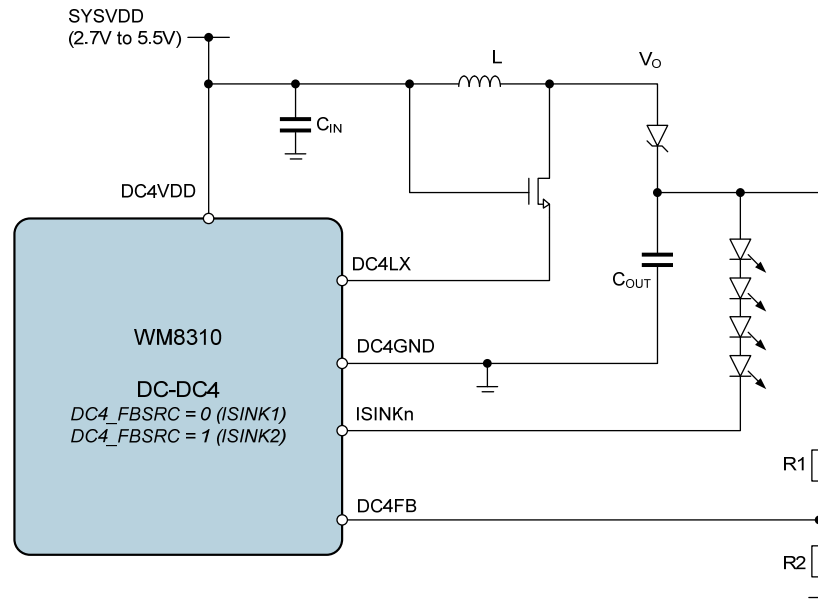 SYSVDD
(2.7V to 5.5V)
L
VO
CIN
DC4VDD
DC4LX
COUT
WM8310
DC4GND
DC-DC4
DC4_FBSRC = 0 (ISINK1)
ISINKn
DC4_FBSRC = 1 (ISINK2)
R1
DC4FB
R2